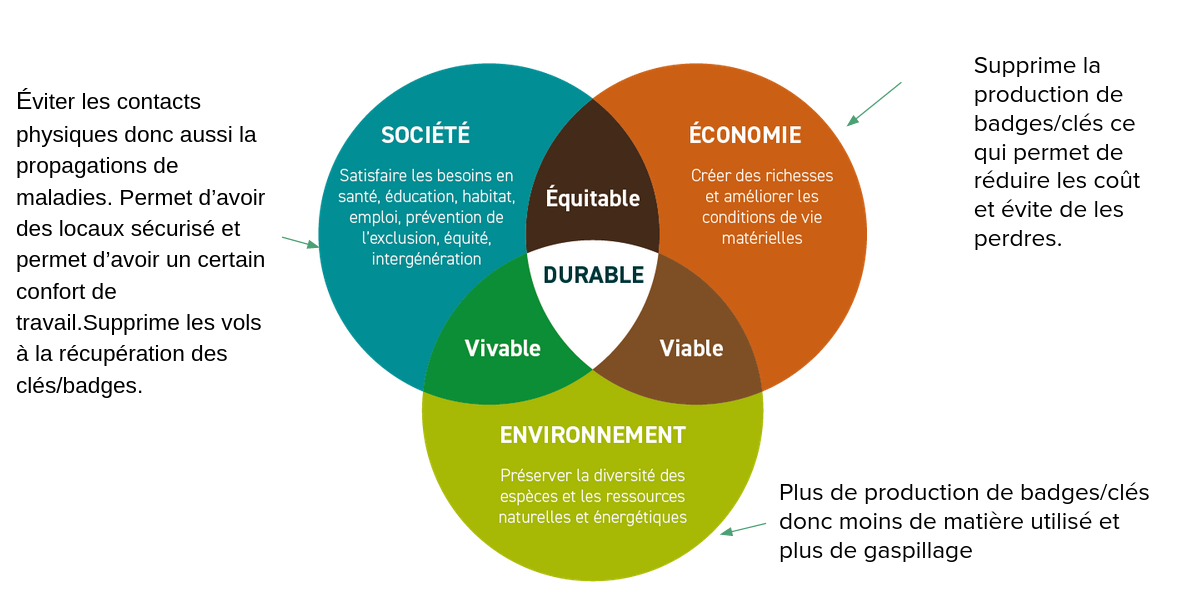 Éviter les contacts
physiques donc aussi la
propagations de
maladies. Permet d’avoir
des locaux sécurisé et
permet d’avoir un certain
confort de
travail.Supprime les vols
à la récupération des
clés/badges.
SOCIÉTÉ
Satisfaire les besoins en
santé, éducation, habitat,
emploi, prévention de
l’exclusion, équité,
intergénération
Équitable
ÉCONOMIE
Créer des richesses
et améliorer les
conditions de vie
matérielles
Supprime la
production de
badges/clés ce
qui permet de
réduire les coût
et évite de les
perdres.
DURABLE
Vivable
Viable
ENVIRONNEMENT
Préserver la diversité des
espèces et les ressources
naturelles et énergétiques
Plus de production de badges/clés
donc moins de matière utilisé et
plus de gaspillage